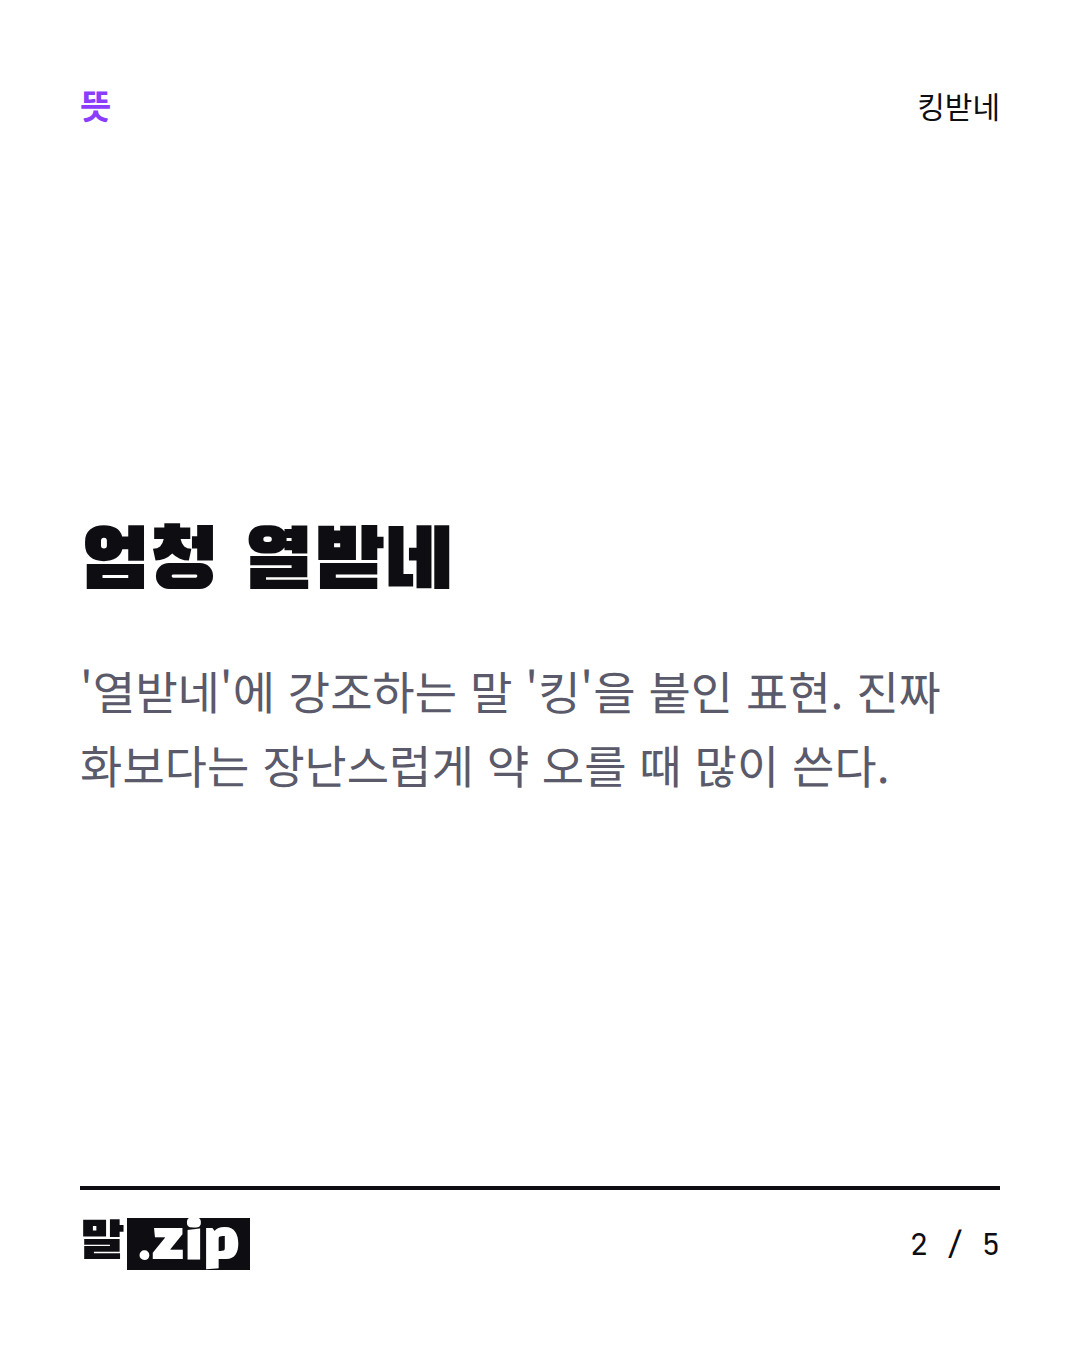 뜻
킹받네
엄청 열받네
'열받네'에 강조하는 말 '킹'을 붙인 표현. 진짜
화보다는 장난스럽게 약 오를 때 많이 쓴다.
말.zip
2 / 5